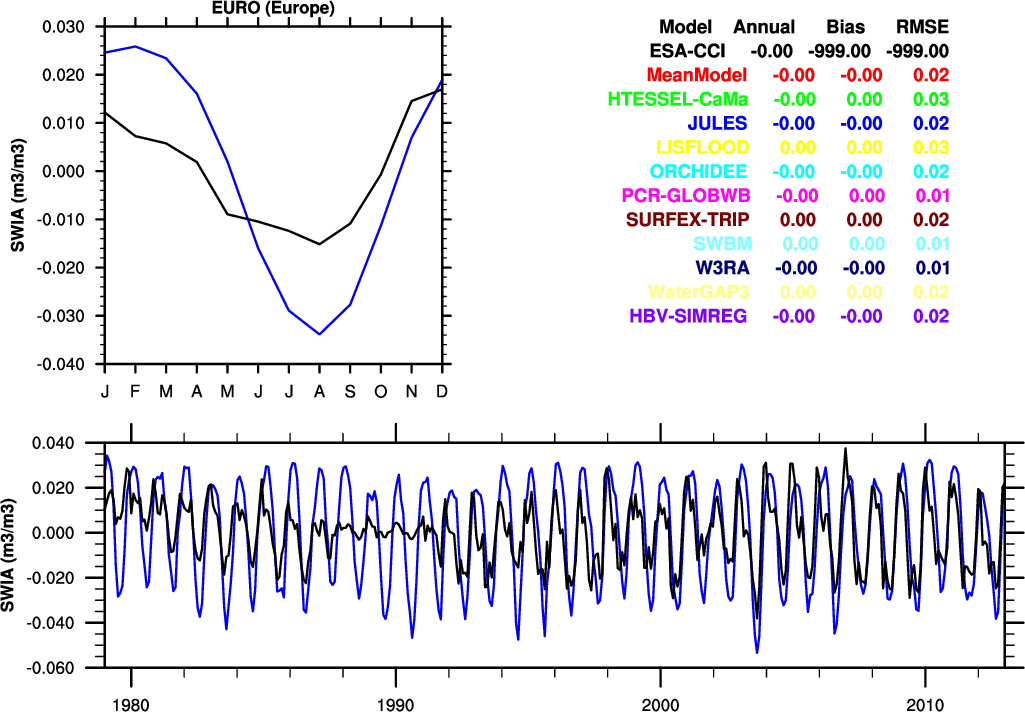 EURO (Europe)
0.030
0.020
0.010
0.000
-0.010
-0.020
-0.030
-0.040
SWIA (m3/m3)
J F M A M J J A S O N D
Model Annual Bias RMSE
ESA-CCI -0.00 -999.00 -999.00
MeanModel -0.00 -0.00 0.02
HTESSEL-CaMa -0.00 0.00 0.03
JULES -0.00 -0.00 0.02
LISFLOOD 0.00 0.00 0.03
ORCHIDEE -0.00 -0.00 0.02
PCR-GLOBWB -0.00 0.00 0.01
SURFEX-TRIP 0.00 0.00 0.02
SWBM 0.00 0.00 0.01
W3RA -0.00 -0.00 0.01
WaterGAP3 0.00 0.00 0.02
HBV-SIMREG -0.00 -0.00 0.02
0.040
0.020
0.000
-0.020
-0.040
-0.060
SWIA (m3/m3)
1980 1990 2000 2010